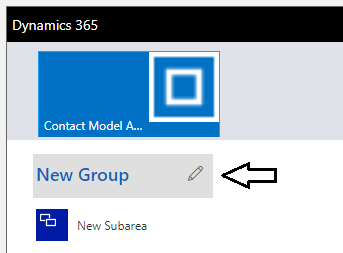 Dynamics 365
Contact Model A...
New Group
New Subarea